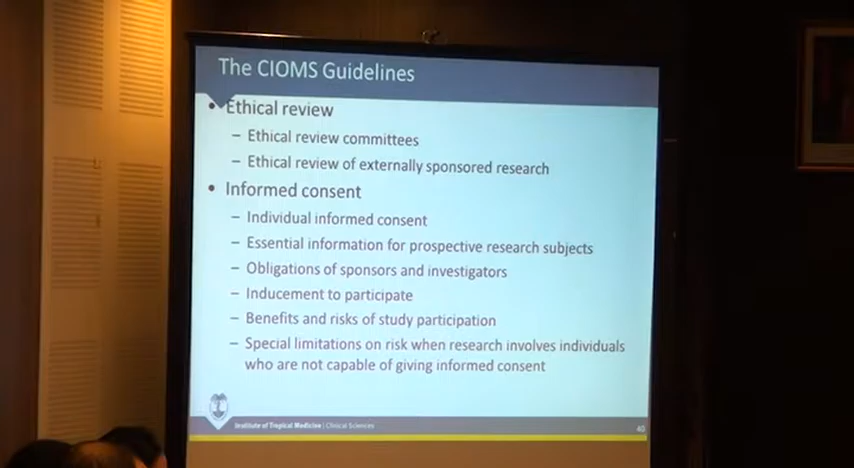 The CIOMS Guidelines
• Ethical review
– Ethical review committees
– Ethical review of externally sponsored research
• Informed consent
– Individual informed consent
– Essential information for prospective research subjects
– Obligations of sponsors and investigators
– Inducement to participate
– Benefits and risks of study participation
– Special limitations on risk when research involves individuals
who are not capable of giving informed consent
Institute of Tropical Medicine | Clinical Sciences
40